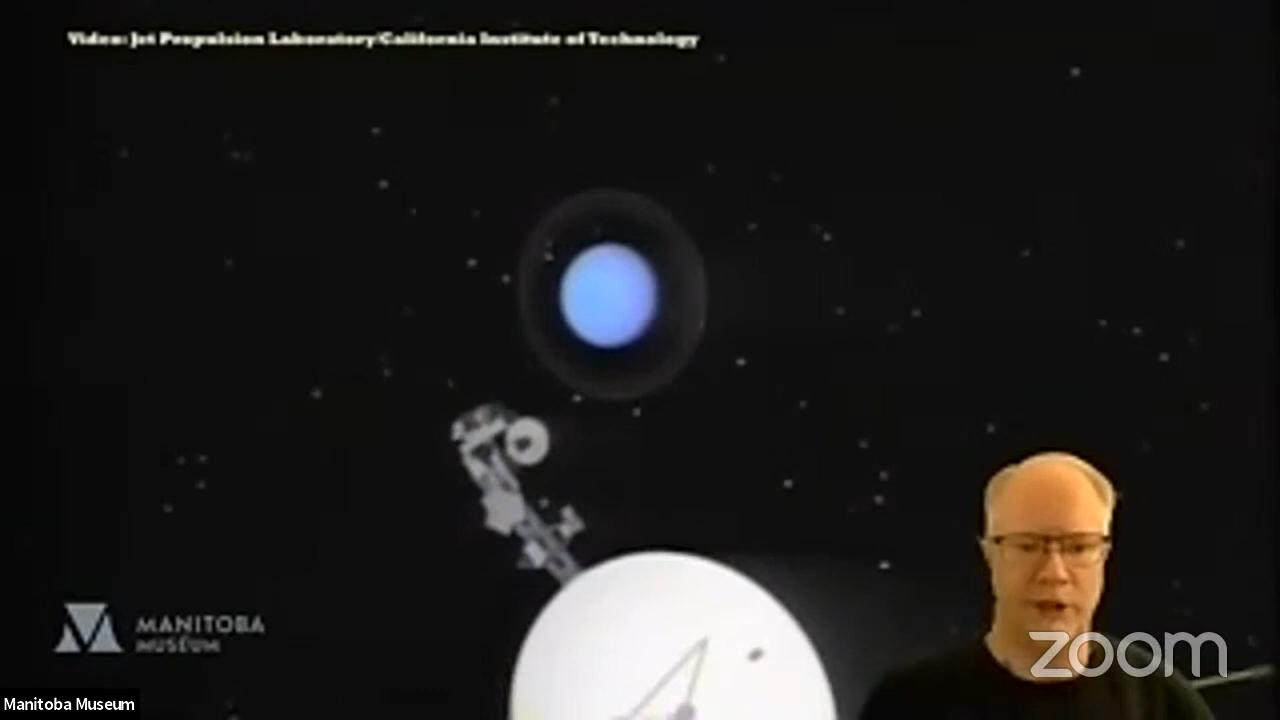 Video: Jet Propulsion Laboratory/California Institute of Technology
MANITOBA
MUSEUM
zoom
Manitoba Museum